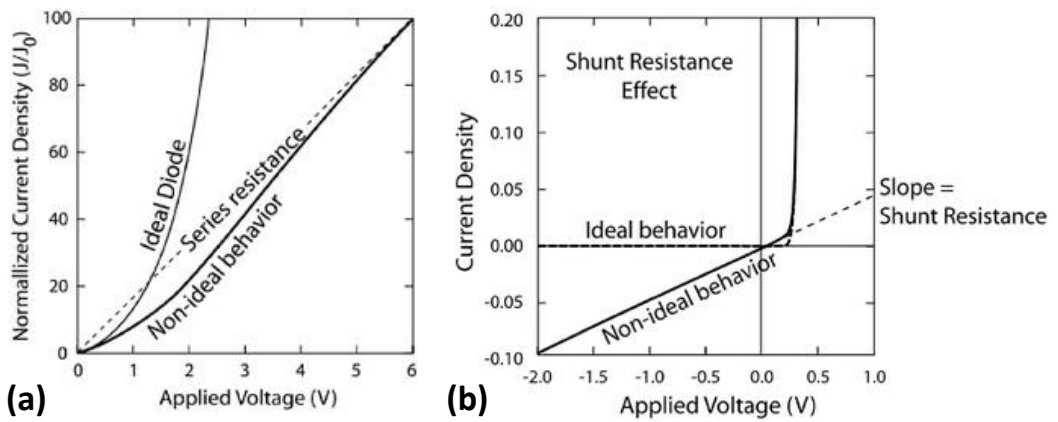 Normallized Current Density (J/J0)
100
80
60
40
20
0
Ideal Diode
Series resistance
Non-ideal behavior
0 1 2 3 4 5 6
Applied Voltage (V)
(a)
Current Density
0.20
0.15
0.10
0.05
0.00
-0.05
-0.10
Shunt Resistance
Effect
Ideal behavior
Non-ideal behavior
Slope =
Shunt Resistance
-2.0 -1.5 -1.0 -0.5 0.0 0.5 1.0
Applied Voltage (V)
(b)